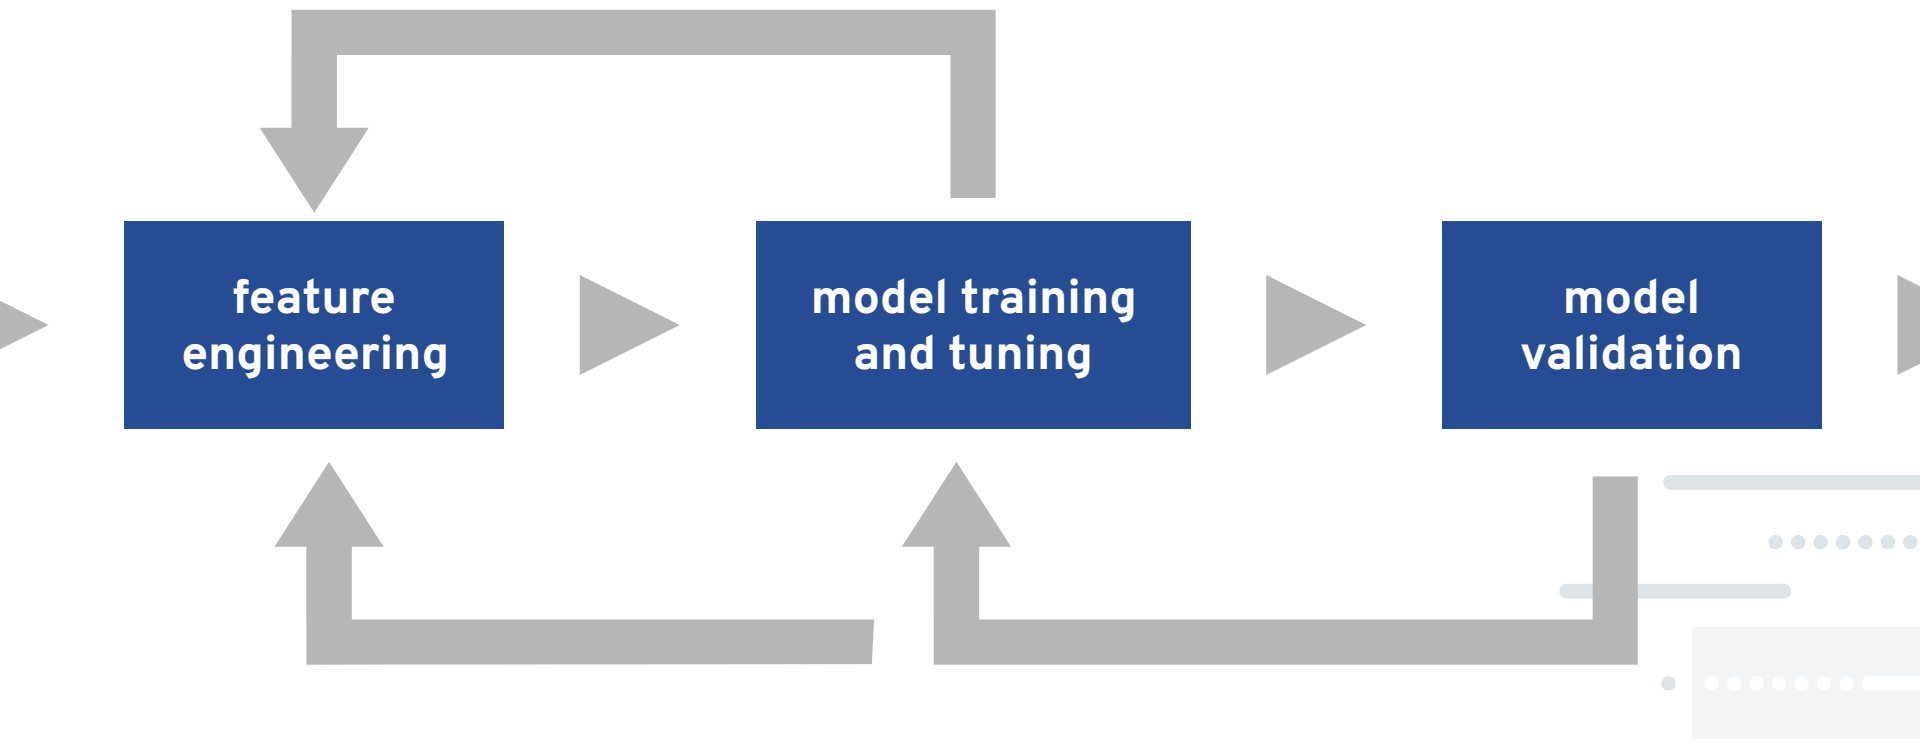 feature
engineering
model training
and tuning
model
validation